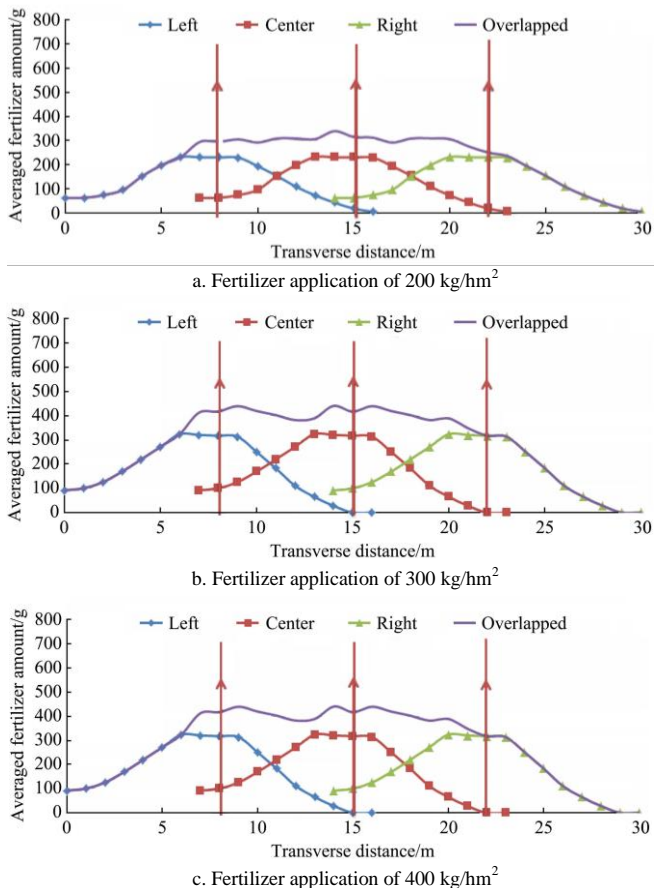 800
700
600
500
400
300
200
100
0
Averaged fertilizer amount/g
Left Center Right Overlapped
0 5 10 15 20 25 30
Transverse distance/m
a. Fertilizer application of 200 kg/hm²
800
700
600
500
400
300
200
100
0
Averaged fertilizer amount/g
Left Center Right Overlapped
0 5 10 15 20 25 30
Transverse distance/m
b. Fertilizer application of 300 kg/hm²
800
700
600
500
400
300
200
100
0
Averaged fertilizer amount/g
Left Center Right Overlapped
0 5 10 15 20 25 30
Transverse distance/m
c. Fertilizer application of 400 kg/hm²